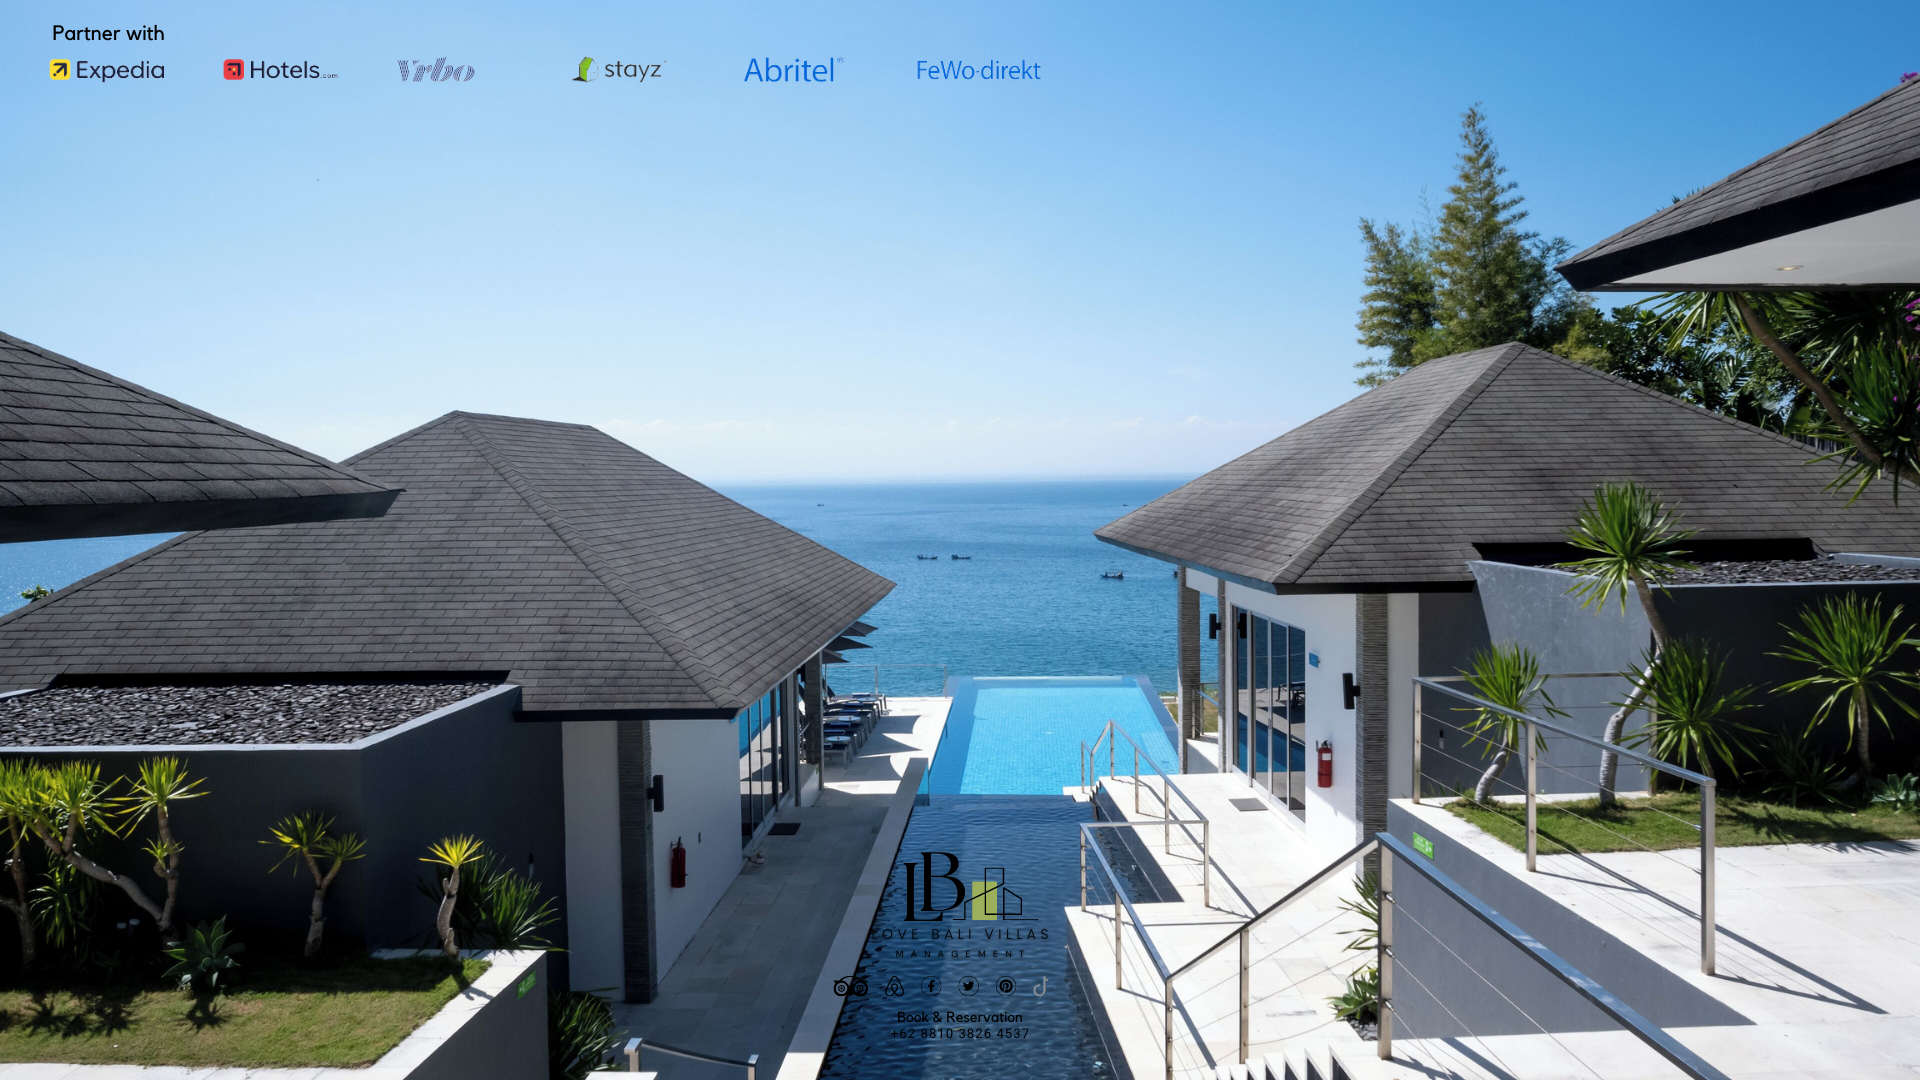 Partner with
Expedia
Hotels.com
Vrbo
stayz
Abritel®
FeWo-direkt
LB
LOVE BALI VILLAS
MANAGEMENT
Book & Reservation
+62 8810 3826 4537